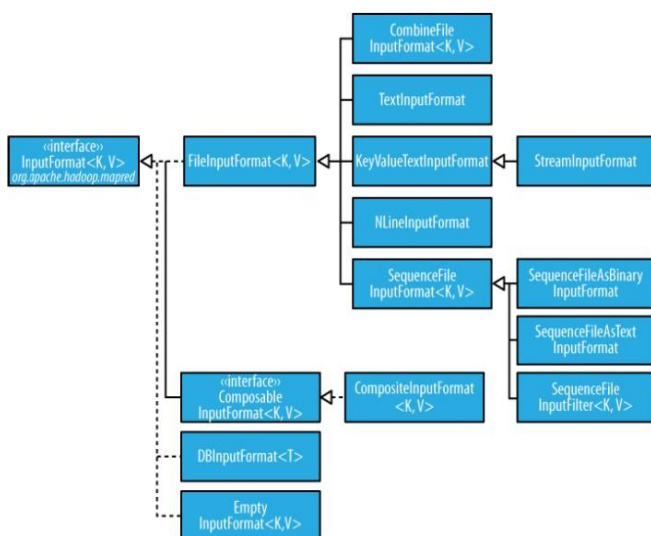 CombineFile
InputFormat<K, V>
TextInputFormat
«interface»
InputFormat<K, V>
org.apache.hadoop.mapred
FileInputFormat<K, V>
KeyValueTextInputFormat
StreamInputFormat
NLineInputFormat
SequenceFile
InputFormat<K, V>
SequenceFileAsBinary
InputFormat
SequenceFileAsText
InputFormat
SequenceFile
InputFilter<K, V>
«interface»
Composable
InputFormat<K, V>
CompositeInputFormat
<K, V>
DBInputFormat<T>
Empty
InputFormat<K,V>